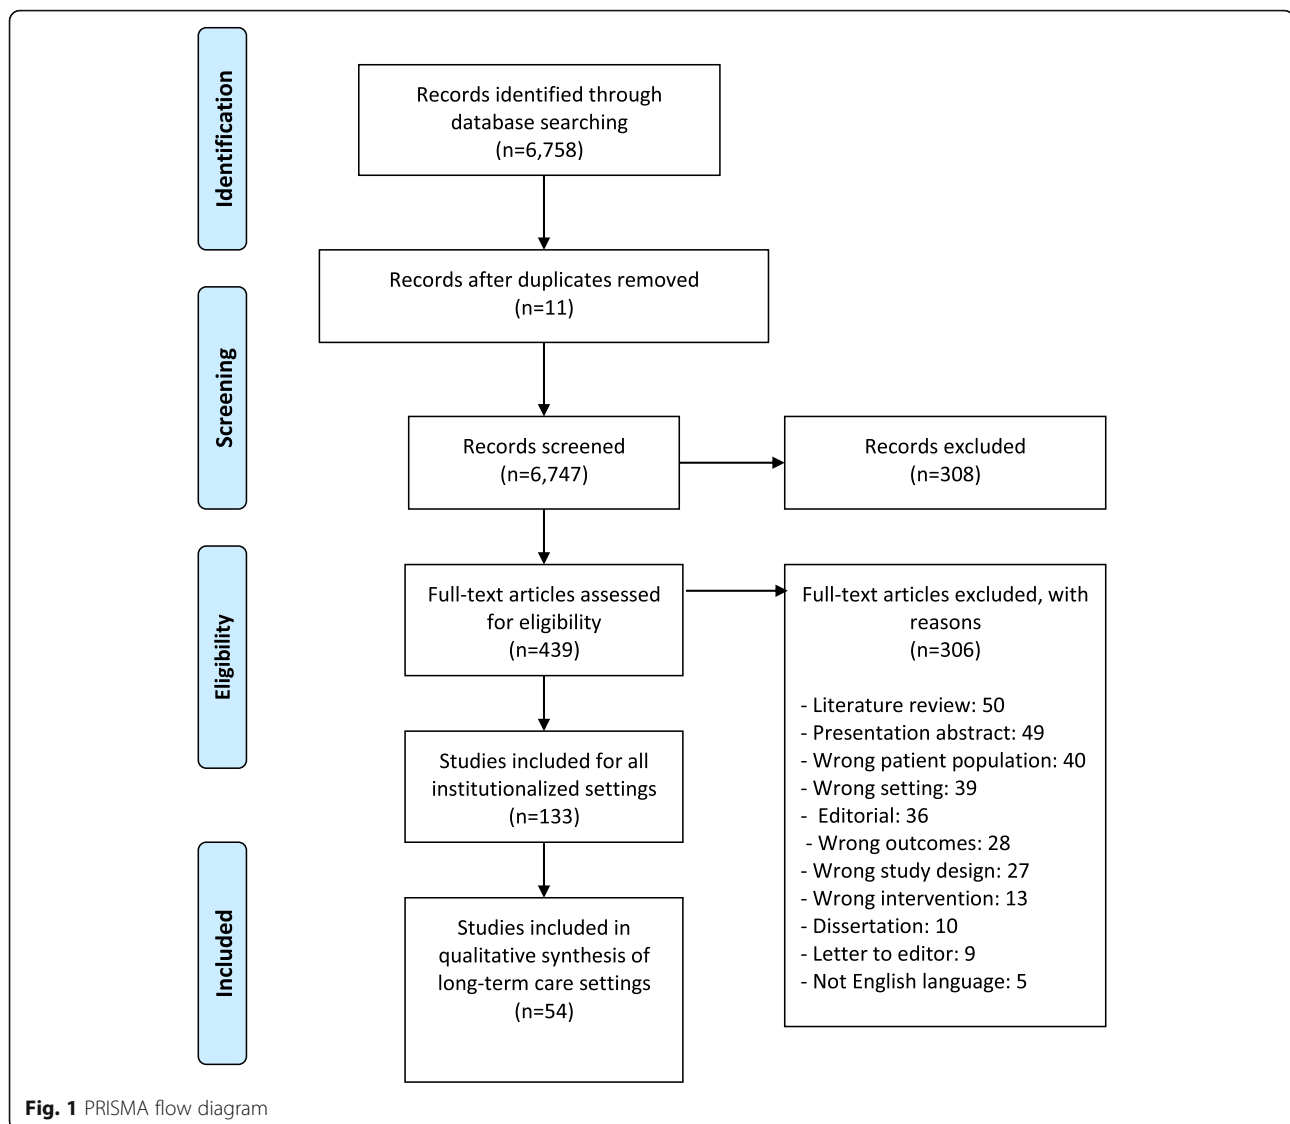 Identification
Records identified through
database searching
(n=6,758)
Records after duplicates removed
(n=11)
Screening
Records screened
(n=6,747)
Records excluded
(n=308)
Eligibility
Full-text articles assessed
for eligibility
(n=439)
Full-text articles excluded, with
reasons
(n=306)
- Literature review: 50
- Presentation abstract: 49
- Wrong patient population: 40
- Wrong setting: 39
- Editorial: 36
- Wrong outcomes: 28
- Wrong study design: 27
- Wrong intervention: 13
- Dissertation: 10
- Letter to editor: 9
- Not English language: 5
Studies included for all
institutionalized settings
(n=133)
Included
Studies included in
qualitative synthesis of
long-term care settings
(n=54)
Fig. 1 PRISMA flow diagram